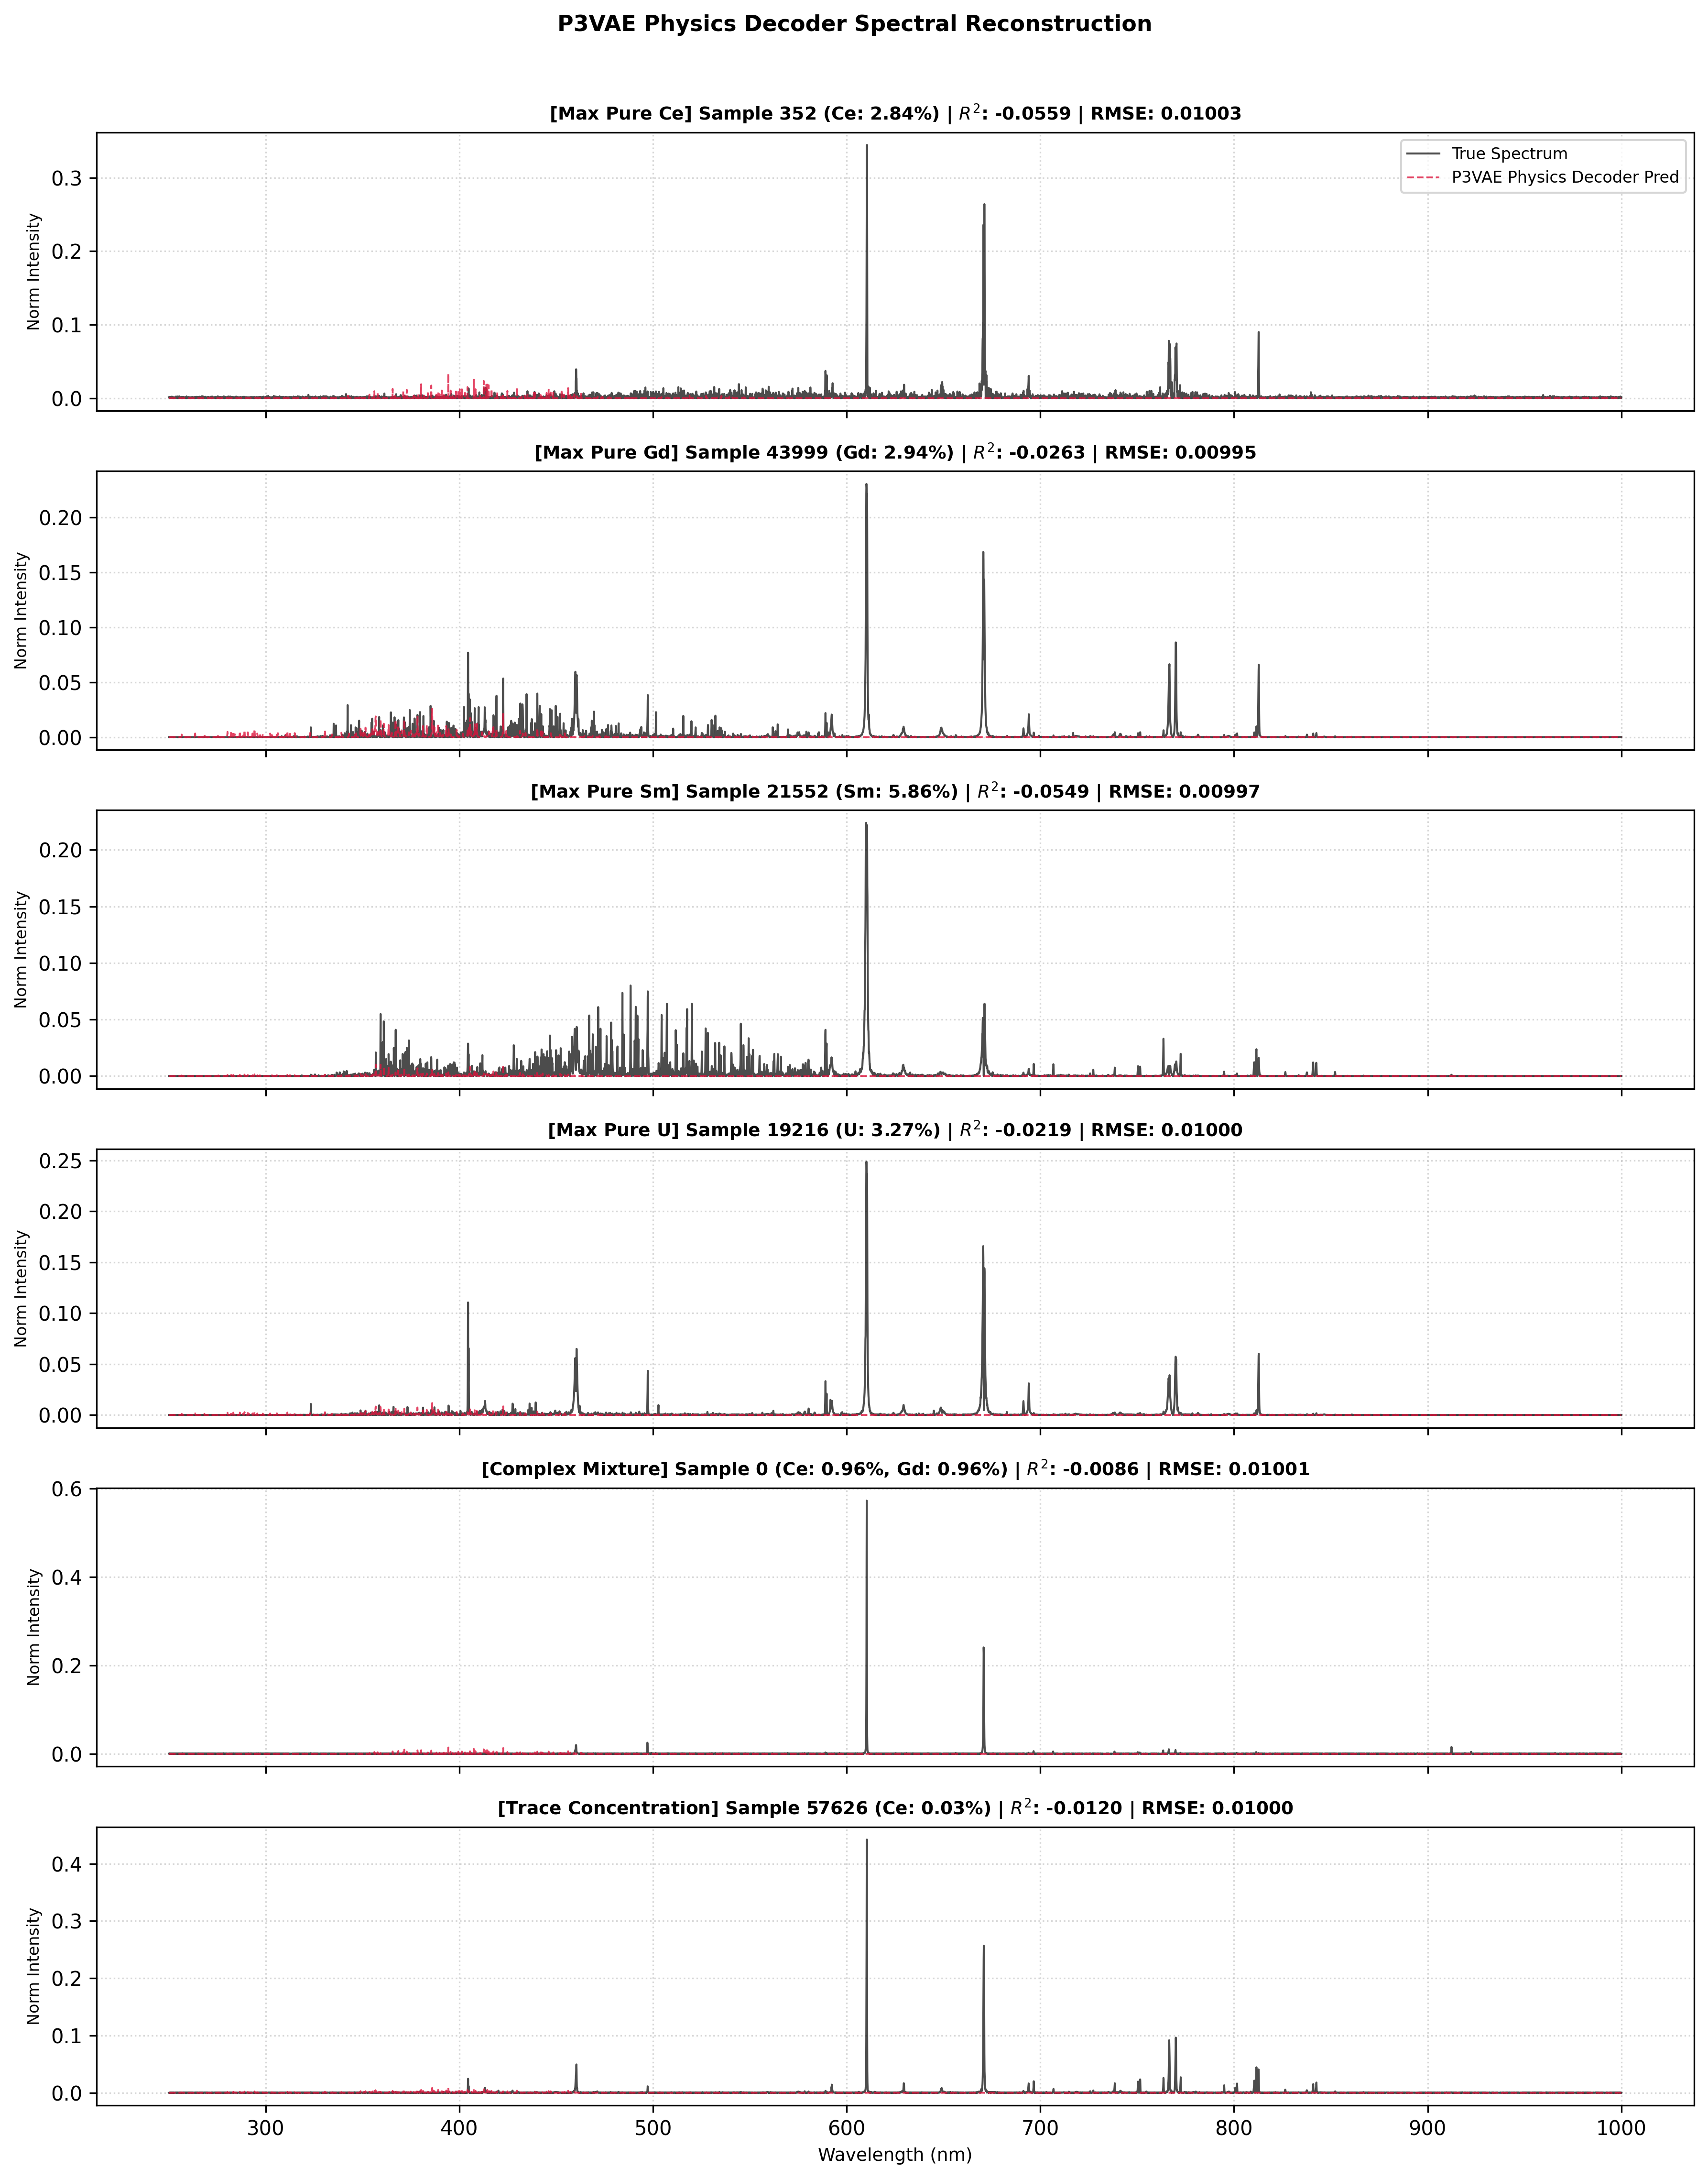 P3VAE Physics Decoder Spectral Reconstruction
[Max Pure Ce] Sample 352 (Ce: 2.84%) | R²: -0.0559 | RMSE: 0.01003
True Spectrum
P3VAE Physics Decoder Pred
Norm Intensity
0.3
0.2
0.1
0.0
[Max Pure Gd] Sample 43999 (Gd: 2.94%) | R²: -0.0263 | RMSE: 0.00995
Norm Intensity
0.20
0.15
0.10
0.05
0.00
[Max Pure Sm] Sample 21552 (Sm: 5.86%) | R²: -0.0549 | RMSE: 0.00997
Norm Intensity
0.20
0.15
0.10
0.05
0.00
[Max Pure U] Sample 19216 (U: 3.27%) | R²: -0.0219 | RMSE: 0.01000
Norm Intensity
0.25
0.20
0.15
0.10
0.05
0.00
[Complex Mixture] Sample 0 (Ce: 0.96%, Gd: 0.96%) | R²: -0.0086 | RMSE: 0.01001
Norm Intensity
0.6
0.4
0.2
0.0
[Trace Concentration] Sample 57626 (Ce: 0.03%) | R²: -0.0120 | RMSE: 0.01000
Norm Intensity
0.4
0.3
0.2
0.1
0.0
300 400 500 600 700 800 900 1000
Wavelength (nm)